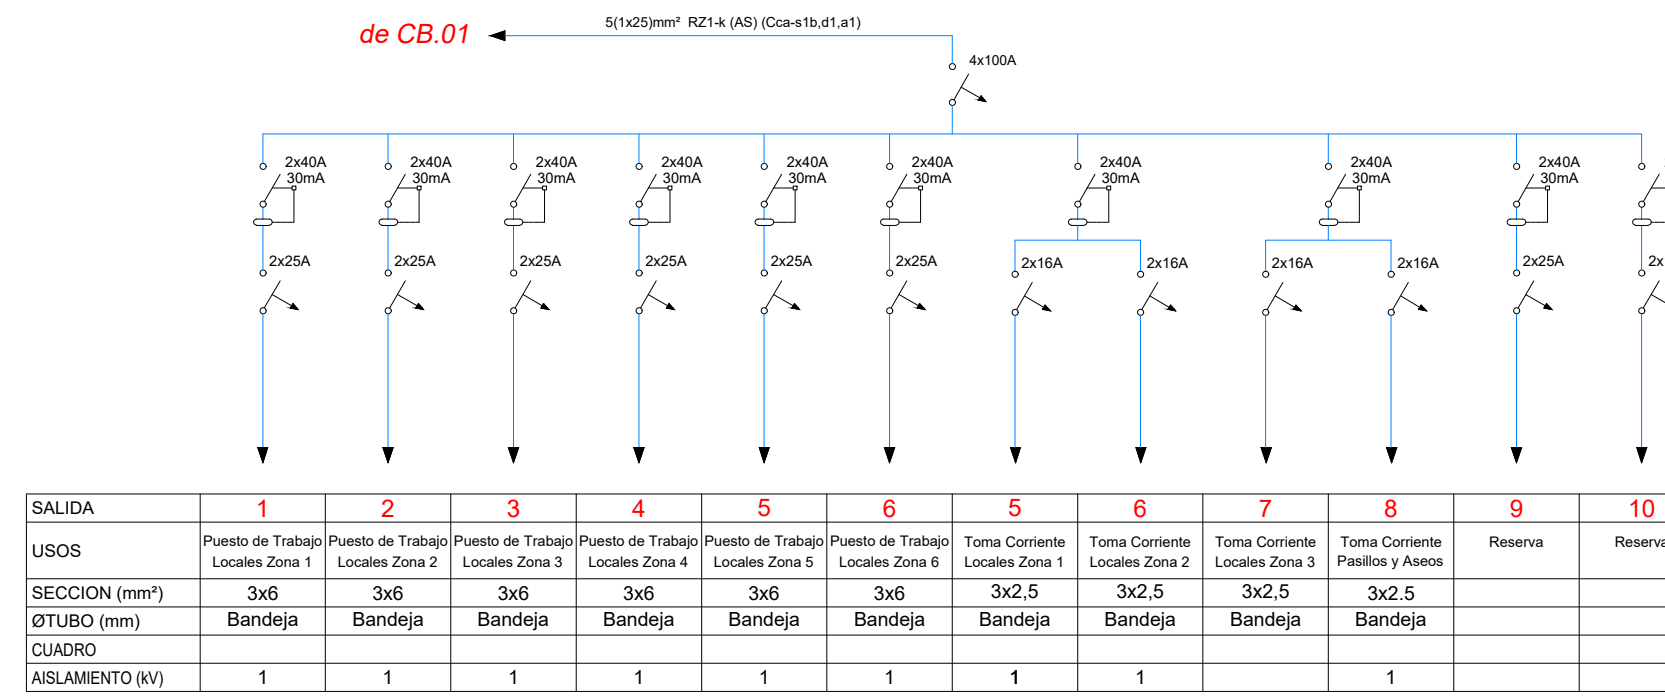 de CB.01
5(1x25)mm² RZ1-k (AS) (Cca-s1b,d1,a1)
4x100A
2x40A 2x40A 2x40A 2x40A 2x40A 2x40A 2x40A 2x40A 2x40A
30mA 30mA 30mA 30mA 30mA 30mA 30mA 30mA 30mA
2x25A 2x25A 2x25A 2x25A 2x25A 2x25A 2x16A 2x16A 2x16A 2x16A 2x25A 2x
SALIDA 1 2 3 4 5 6 5 6 7 8 9 10
USOS
Puesto de Trabajo Puesto de Trabajo Puesto de Trabajo Puesto de Trabajo Puesto de Trabajo Puesto de Trabajo Toma Corriente Toma Corriente Toma Corriente Toma Corriente Reserva Reserva
Locales Zona 1 Locales Zona 2 Locales Zona 3 Locales Zona 4 Locales Zona 5 Locales Zona 6 Locales Zona 1 Locales Zona 2 Locales Zona 3 Pasillos y Aseos
SECCION (mm²) 3x6 3x6 3x6 3x6 3x6 3x6 3x2,5 3x2,5 3x2,5 3x2.5
ØTUBO (mm) Bandeja Bandeja Bandeja Bandeja Bandeja Bandeja Bandeja Bandeja Bandeja Bandeja
CUADRO
AISLAMIENTO (kV) 1 1 1 1 1 1 1 1 1